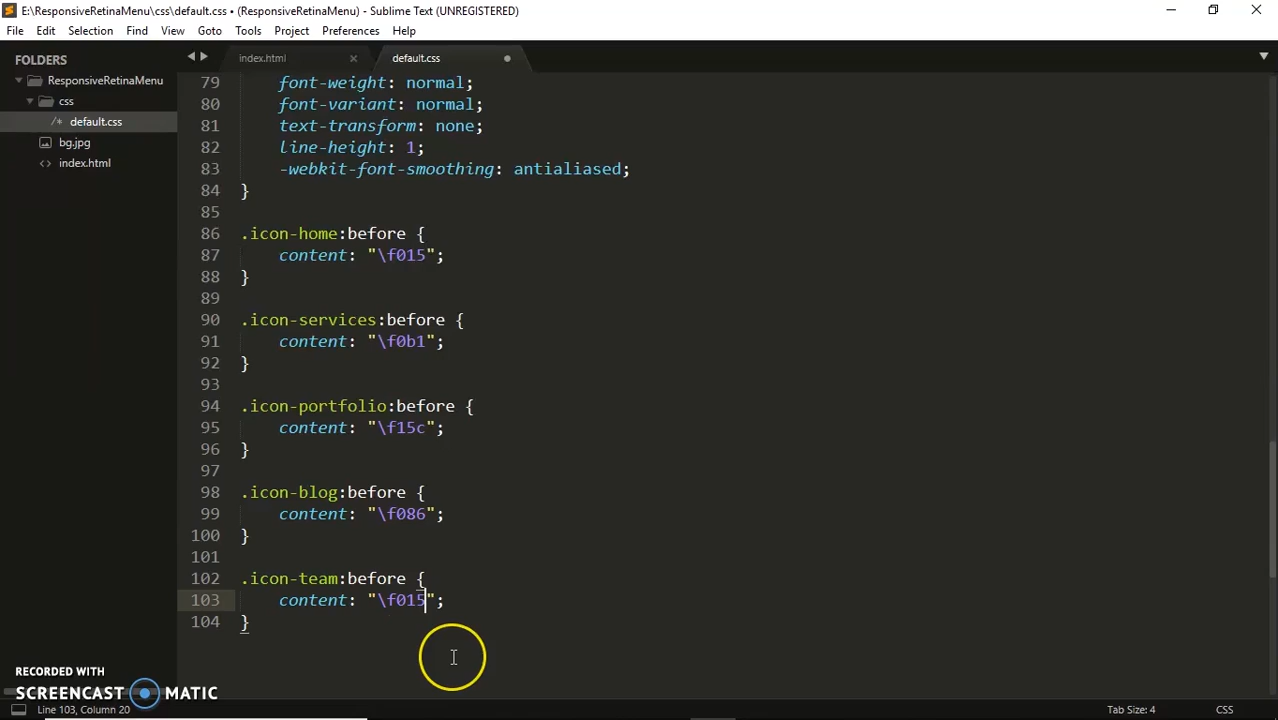 E:\ResponsiveRetinaMenu\css\default.css • (ResponsiveRetinaMenu) - Sublime Text (UNREGISTERED)
File Edit Selection Find View Goto Tools Project Preferences Help
FOLDERS
ResponsiveRetinaMenu
css
/* default.css
bg.jpg
<> index.html
index.html
default.css
79 font-weight: normal;
80 font-variant: normal;
81 text-transform: none;
82 line-height: 1;
83 -webkit-font-smoothing: antialiased;
84 }
85
86 .icon-home:before {
87 content: "\f015";
88 }
89
90 .icon-services:before {
91 content: "\f0b1";
92 }
93
94 .icon-portfolio:before {
95 content: "\f15c";
96 }
97
98 .icon-blog:before {
99 content: "\f086";
100 }
101
102 .icon-team:before {
103 content: "\f015";
104 }
RECORDED WITH
SCREENCAST MATIC
Line 103, Column 20
Tab Size: 4
CSS